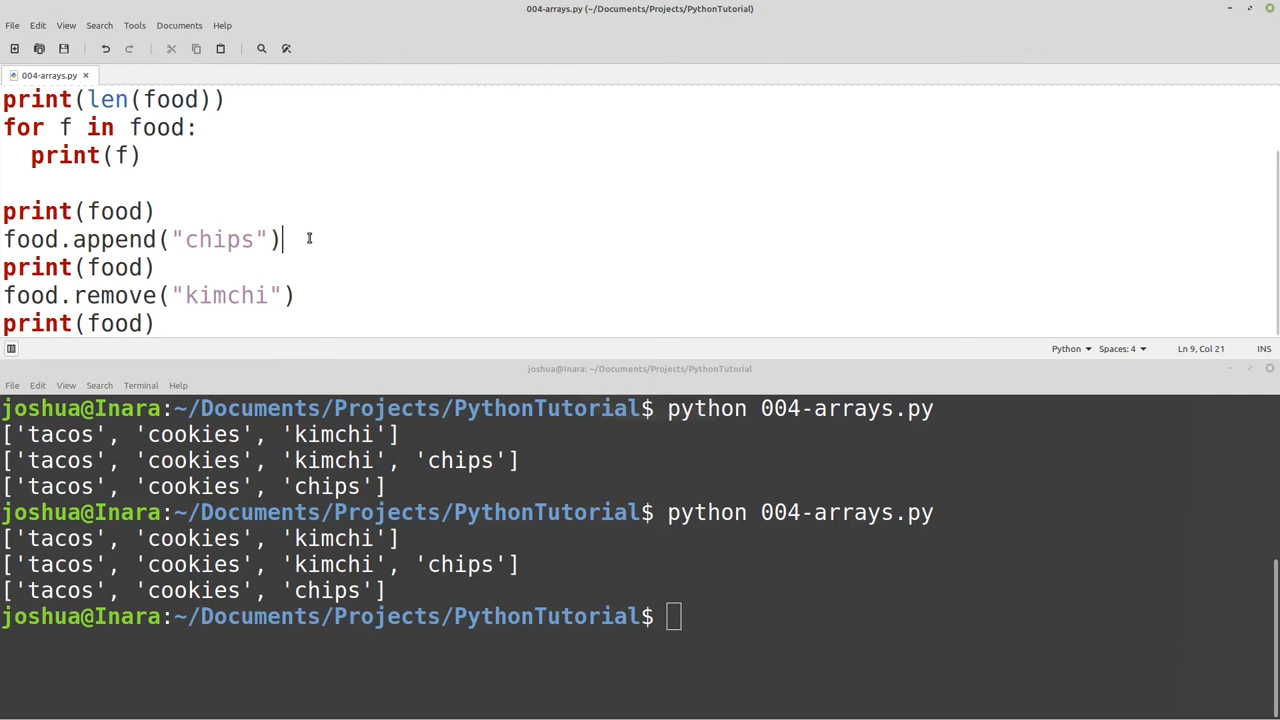 004-arrays.py (~/Documents/Projects/PythonTutorial)
File Edit View Search Tools Documents Help
004-arrays.py
print(len(food))
for f in food:
  print(f)
print(food)
food.append("chips")
print(food)
food.remove("kimchi")
print(food)
Python Spaces: 4 Ln 9, Col 21 INS
joshua@Inara: ~/Documents/Projects/PythonTutorial
File Edit View Search Terminal Help
joshua@Inara:~/Documents/Projects/PythonTutorial$ python 004-arrays.py
['tacos', 'cookies', 'kimchi']
['tacos', 'cookies', 'kimchi', 'chips']
['tacos', 'cookies', 'chips']
joshua@Inara:~/Documents/Projects/PythonTutorial$ python 004-arrays.py
['tacos', 'cookies', 'kimchi']
['tacos', 'cookies', 'kimchi', 'chips']
['tacos', 'cookies', 'chips']
joshua@Inara:~/Documents/Projects/PythonTutorial$